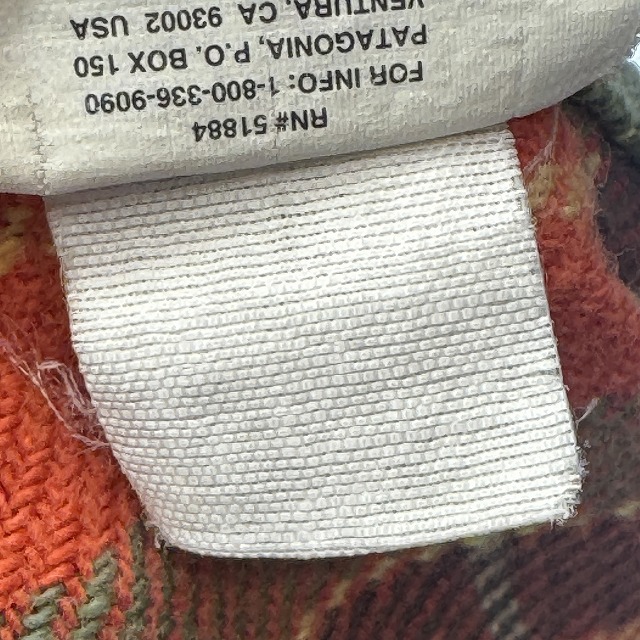 RN# 51884
FOR INFO: 1-800-336-9090
PATAGONIA, P.O. BOX 150
VENTURA, CA 93002 USA